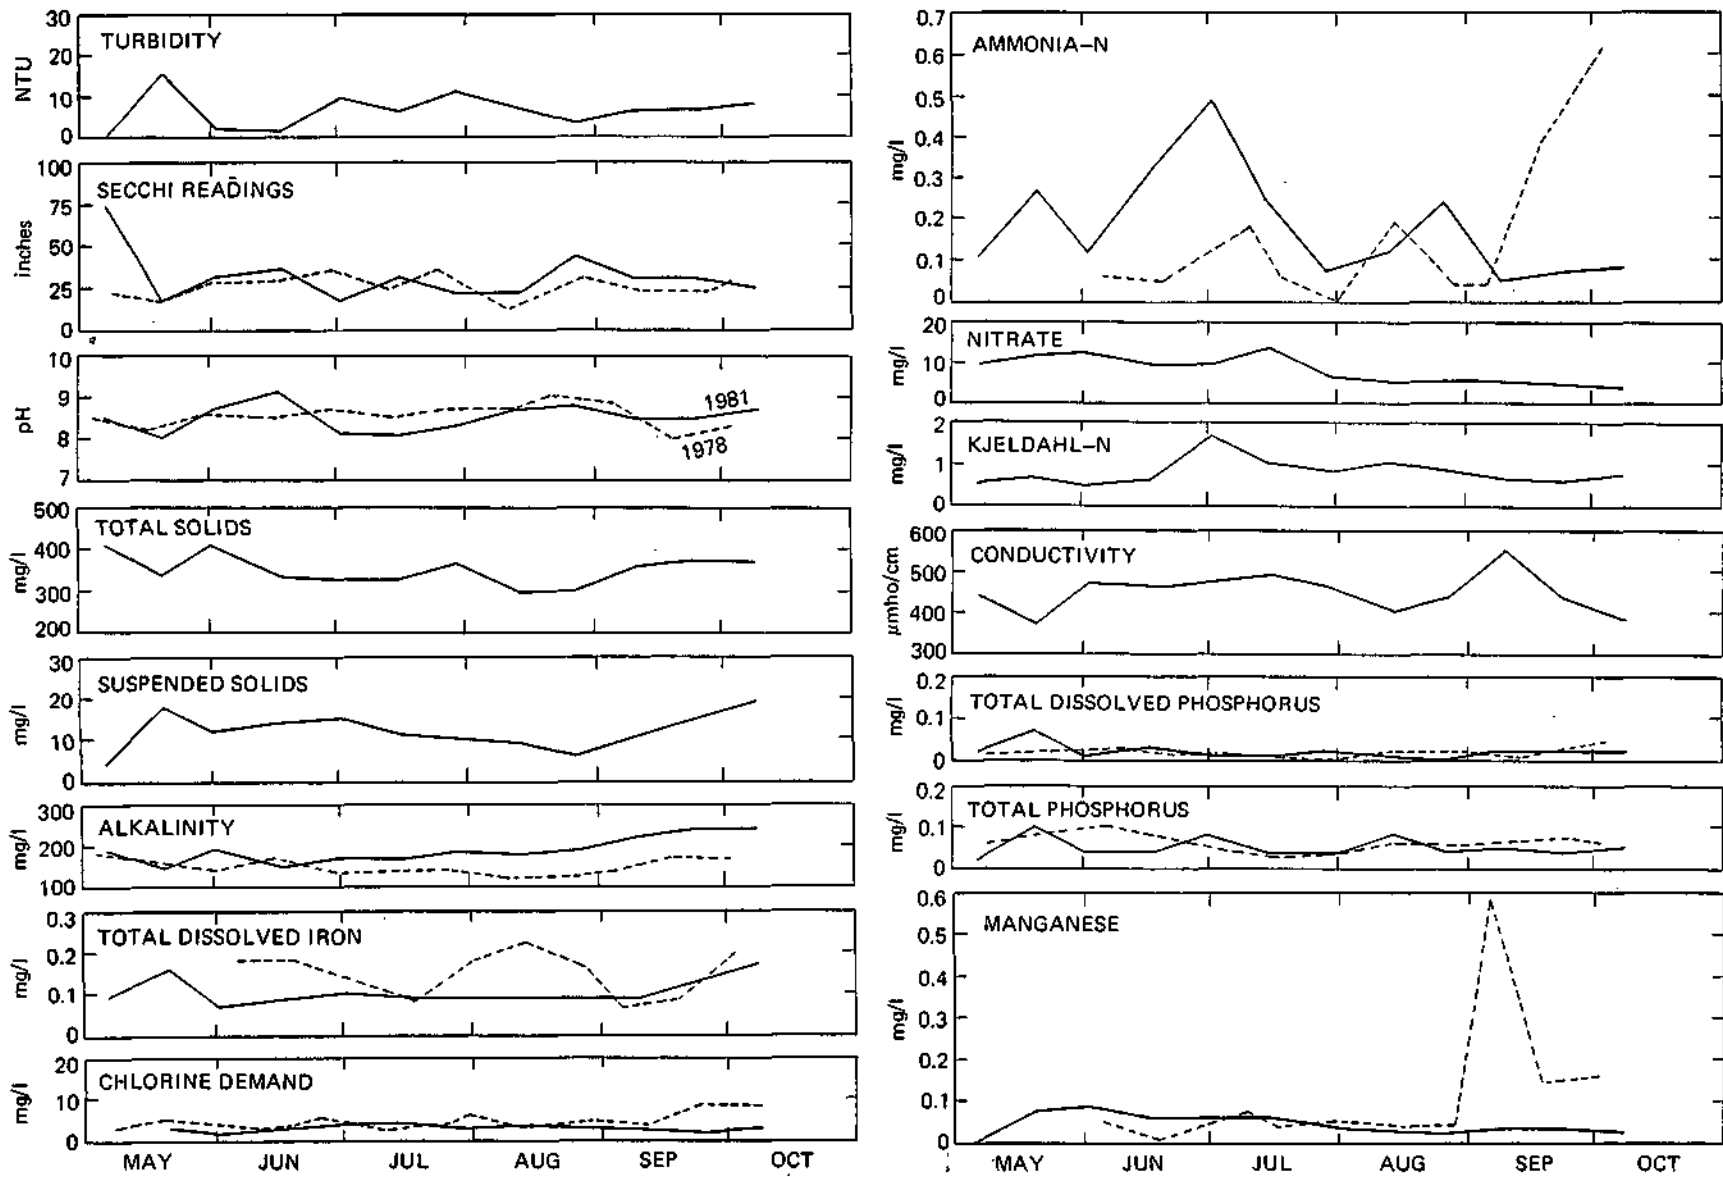 TURBIDITY
NTU
30
20
10
0
SECCHI READINGS
inches
100
75
50
25
0
pH
10
9
8
7
1981
1978
TOTAL SOLIDS
mg/l
500
400
300
200
SUSPENDED SOLIDS
mg/l
30
20
10
0
ALKALINITY
mg/l
300
200
100
TOTAL DISSOLVED IRON
mg/l
0.3
0.2
0.1
0
CHLORINE DEMAND
mg/l
20
10
0
MAY JUN JUL AUG SEP OCT
AMMONIA–N
mg/l
0.7
0.6
0.5
0.4
0.3
0.2
0.1
0
NITRATE
mg/l
20
10
0
KJELDAHL–N
mg/l
2
1
0
CONDUCTIVITY
µmho/cm
600
500
400
300
TOTAL DISSOLVED PHOSPHORUS
mg/l
0.2
0.1
0
TOTAL PHOSPHORUS
mg/l
0.2
0.1
0
MANGANESE
mg/l
0.6
0.5
0.4
0.3
0.2
0.1
0
MAY JUN JUL AUG SEP OCT